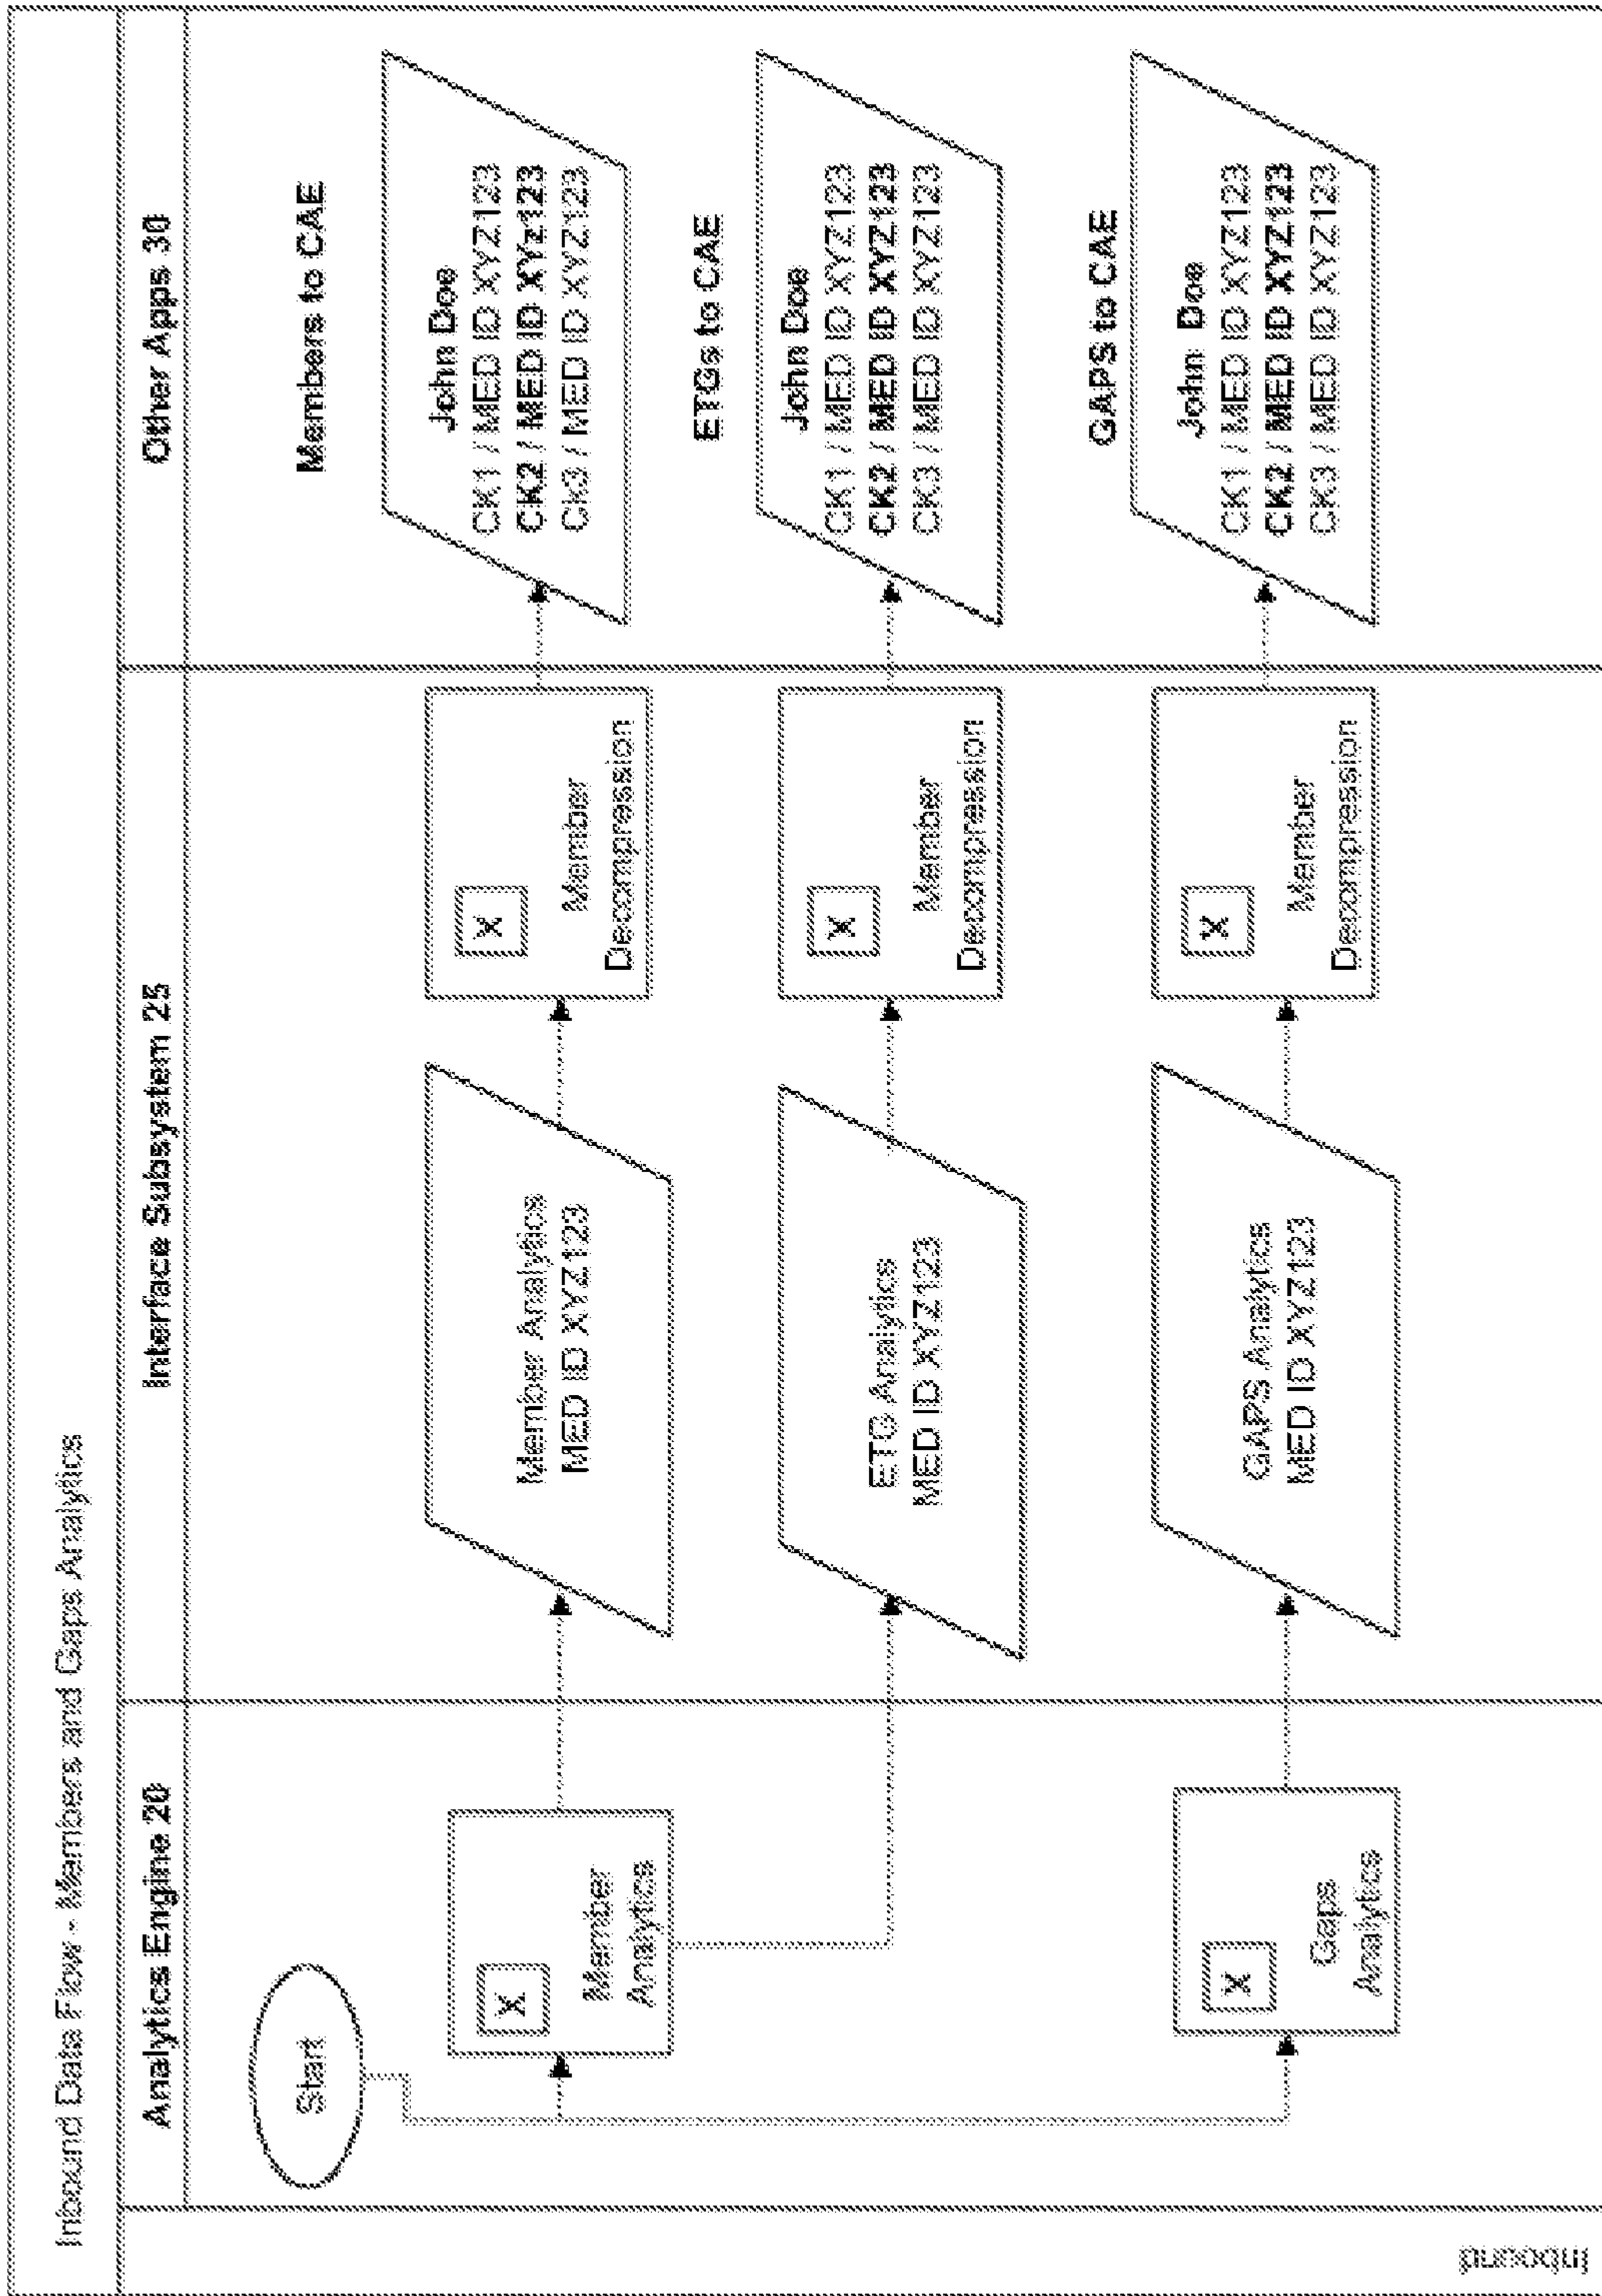 Inbound Data Flow - Members and Gaps Analytics
Analytics Engine 20
Interface Subsystem 25
Other Apps 30
Inbound
Start
X
Member
Analytics
Member Analytics
MED ID XYZ123
X
Member
Decompression
Members to CAE
John Doe
CK1 / MED ID XYZ123
CK2 / MED ID XYz123
Ck3 / MED ID XYZ123
ETG Analytics
MED ID XYZ123
X
Member
Decompression
ETGs to CAE
John Doe
CK1 / MED ID XYZ123
CK2 / MED ID XYZ123
CK3 / MED ID XYZ123
X
Gaps
Analytics
GAPS Analytics
MED ID XYZ123
X
Member
Decompression
GAPS to CAE
John Doe
CK1 / MED ID XYZ123
CK2 / MED ID XYZ123
CK3 / MED ID XYZ123